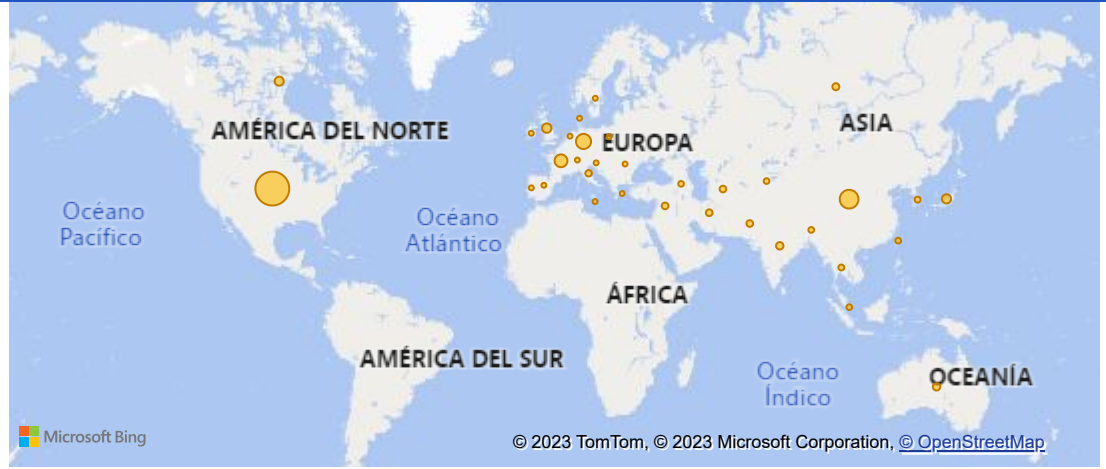 AMÉRICA DEL NORTE
EUROPA
ASIA
Océano
Pacífico
Océano
Atlántico
ÁFRICA
AMÉRICA DEL SUR
Océano
Índico
OCEANÍA
Microsoft Bing
© 2023 TomTom, © 2023 Microsoft Corporation, © OpenStreetMap